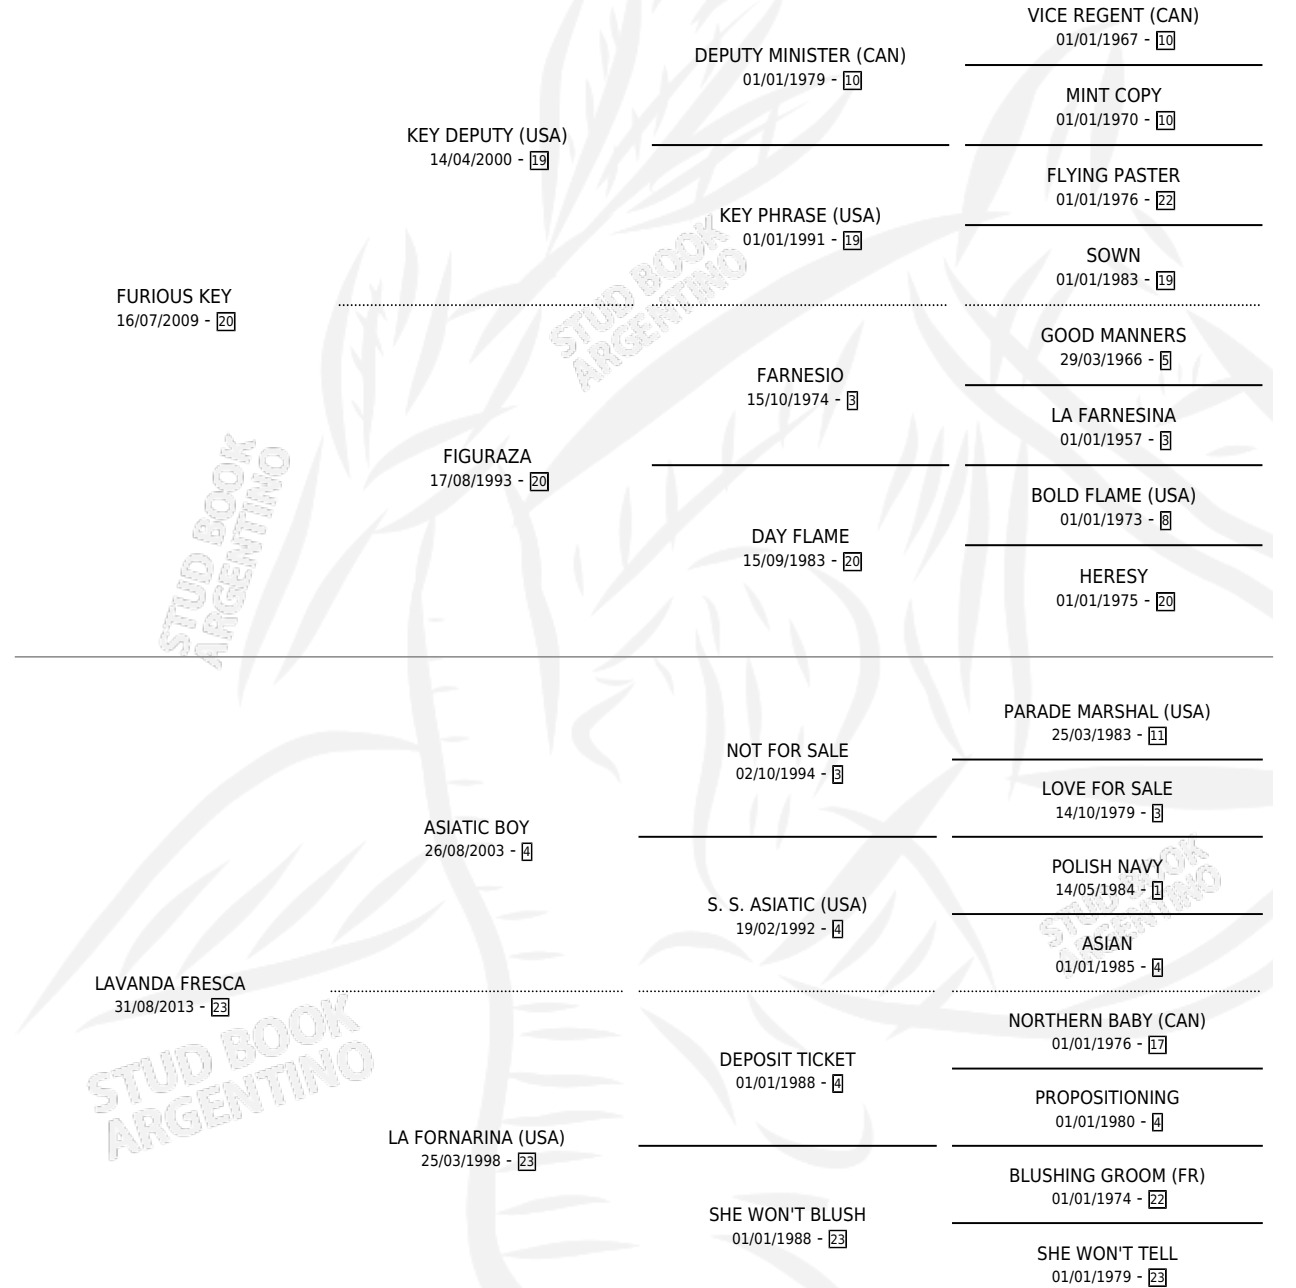 VICE REGENT (CAN)
01/01/1967 - 10
DEPUTY MINISTER (CAN)
01/01/1979 - 10
MINT COPY
01/01/1970 - 10
KEY DEPUTY (USA)
14/04/2000 - 19
FLYING PASTER
01/01/1976 - 22
KEY PHRASE (USA)
01/01/1991 - 19
SOWN
01/01/1983 - 19
FURIOUS KEY
16/07/2009 - 20
GOOD MANNERS
29/03/1966 - 5
FARNESIO
15/10/1974 - 3
LA FARNESINA
01/01/1957 - 3
FIGURAZA
17/08/1993 - 20
BOLD FLAME (USA)
01/01/1973 - 8
DAY FLAME
15/09/1983 - 20
HERESY
01/01/1975 - 20
PARADE MARSHAL (USA)
25/03/1983 - 11
NOT FOR SALE
02/10/1994 - 3
LOVE FOR SALE
14/10/1979 - 3
ASIATIC BOY
26/08/2003 - 4
POLISH NAVY
14/05/1984 - 1
S. S. ASIATIC (USA)
19/02/1992 - 4
ASIAN
01/01/1985 - 4
LAVANDA FRESCA
31/08/2013 - 23
NORTHERN BABY (CAN)
01/01/1976 - 17
DEPOSIT TICKET
01/01/1988 - 4
PROPOSITIONING
01/01/1980 - 4
LA FORNARINA (USA)
25/03/1998 - 23
BLUSHING GROOM (FR)
01/01/1974 - 22
SHE WON'T BLUSH
01/01/1988 - 23
SHE WON'T TELL
01/01/1979 - 23
STUD BOOK
ARGENTINO
STUD BOOK
ARGENTINO
STUD BOOK
ARGENTINO
STUD BOOK
ARGENTINO